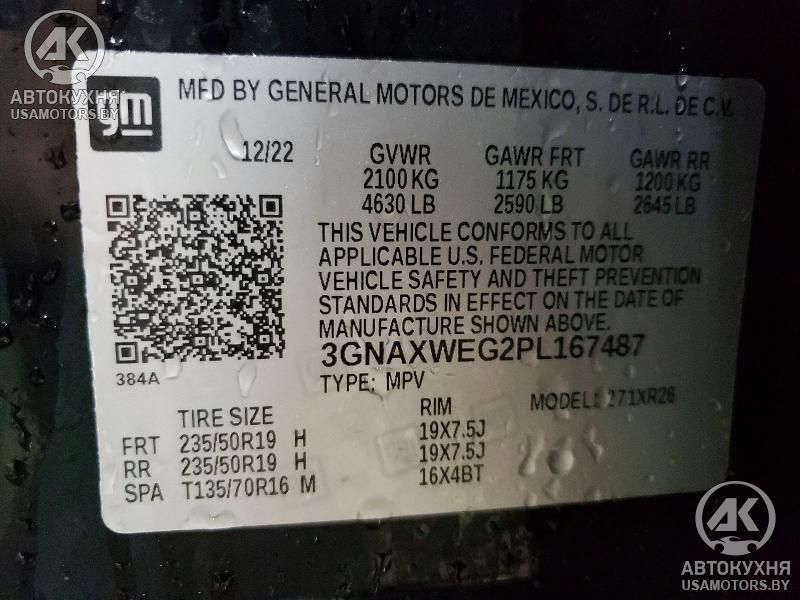 AK
АВТОКУХНЯ
USAMOTORS.BY
gm
MFD BY GENERAL MOTORS DE MEXICO, S. DE R.L. DE C.V.
12/22 GVWR GAWR FRT GAWR RR
2100 KG 1175 KG 1200 KG
4630 LB 2590 LB 2645 LB
THIS VEHICLE CONFORMS TO ALL
APPLICABLE U.S. FEDERAL MOTOR
VEHICLE SAFETY AND THEFT PREVENTION
STANDARDS IN EFFECT ON THE DATE OF
MANUFACTURE SHOWN ABOVE.
3GNAXWEG2PL167487
384A
TYPE: MPV
MODEL: 271XR26
TIRE SIZE RIM
FRT 235/50R19 H 19X7.5J
RR 235/50R19 H 19X7.5J
SPA T135/70R16 M 16X4BT
AK
АВТОКУХНЯ
USAMOTORS.BY